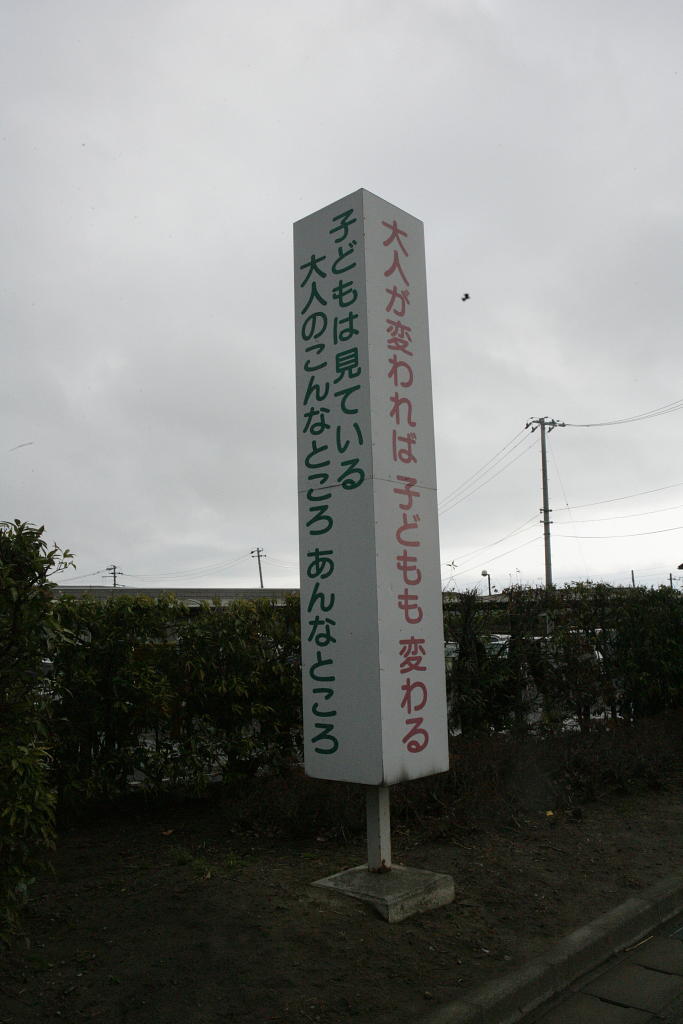 大人が変われば 子どもも 変わる
子どもは 見ている
大人のこんなところ あんなところ